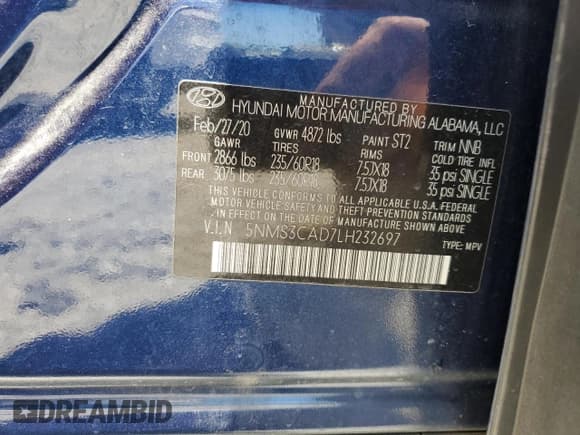 MANUFACTURED BY
HYUNDAI MOTOR MANUFACTURING ALABAMA, LLC
Feb/27/20 GVWR 4872 lbs PAINT ST2 TRIM NNB
GAWR TIRES RIMS COLD TIRE INFL
FRONT 2866 lbs 235/60R18 7.5JX18 35 psi SINGLE
REAR 3075 lbs 235/60R18 7.5JX18 35 psi SINGLE
THIS VEHICLE CONFORMS TO ALL APPLICABLE U.S.A. FEDERAL
MOTOR VEHICLE SAFETY AND THEFT PREVENTION STANDARDS
IN EFFECT ON THE DATE OF MANUFACTURE SHOWN ABOVE.
V.I.N 5NMS3CAD7LH232697
TYPE: MPV
DREAMBID